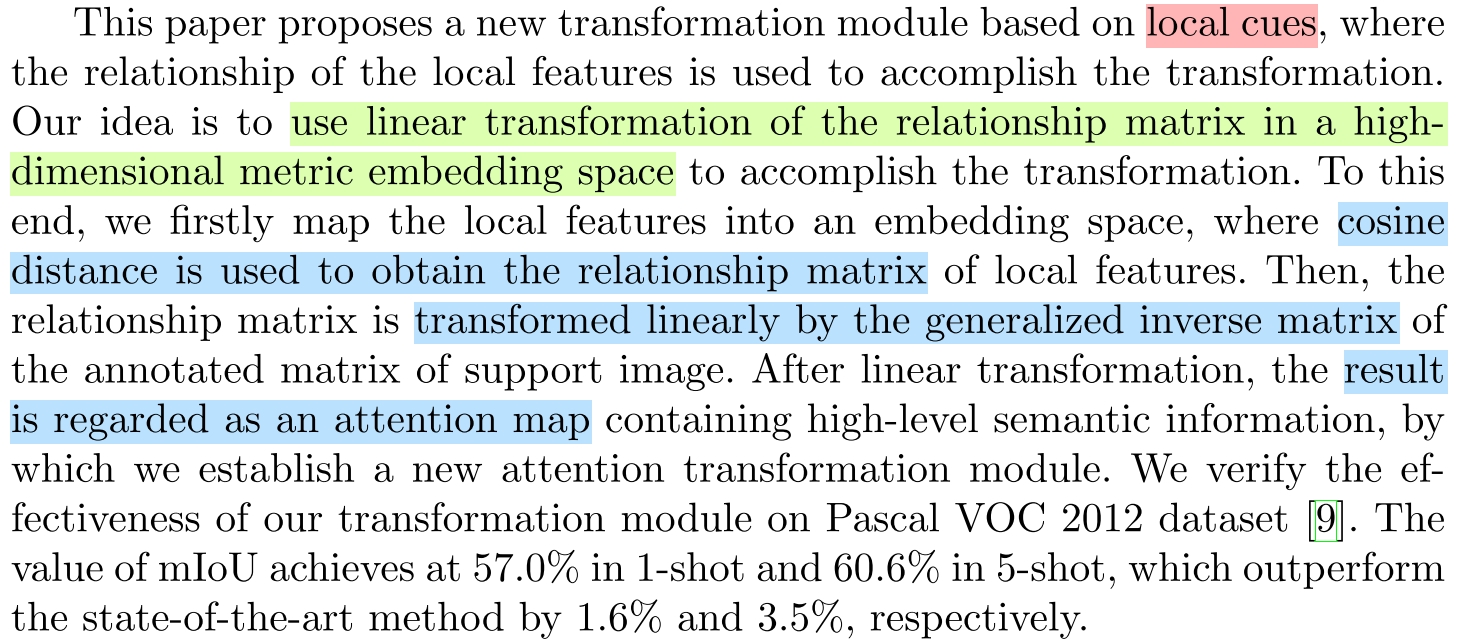 This paper proposes a new transformation module based on local cues, where
the relationship of the local features is used to accomplish the transformation.
Our idea is to use linear transformation of the relationship matrix in a high-
dimensional metric embedding space to accomplish the transformation. To this
end, we firstly map the local features into an embedding space, where cosine
distance is used to obtain the relationship matrix of local features. Then, the
relationship matrix is transformed linearly by the generalized inverse matrix of
the annotated matrix of support image. After linear transformation, the result
is regarded as an attention map containing high-level semantic information, by
which we establish a new attention transformation module. We verify the ef-
fectiveness of our transformation module on Pascal VOC 2012 dataset [9]. The
value of mIoU achieves at 57.0% in 1-shot and 60.6% in 5-shot, which outperform
the state-of-the-art method by 1.6% and 3.5%, respectively.